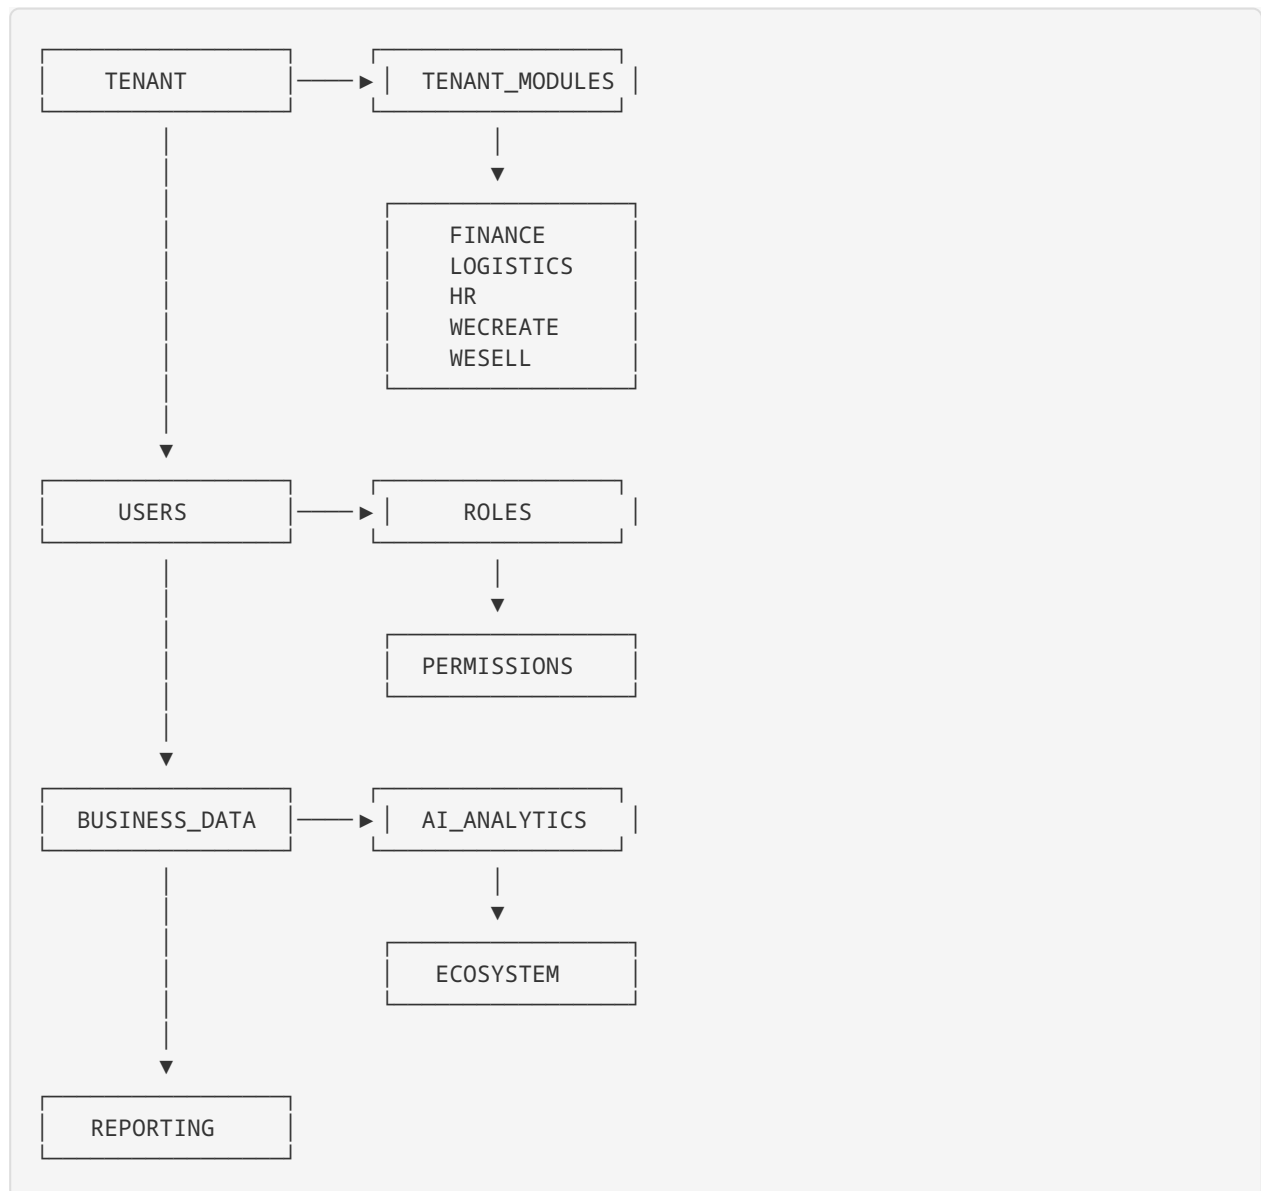 TENANT TENANT_MODULES
FINANCE
LOGISTICS
HR
WECREATE
WESELL
USERS ROLES
PERMISSIONS
BUSINESS_DATA AI_ANALYTICS
ECOSYSTEM
REPORTING